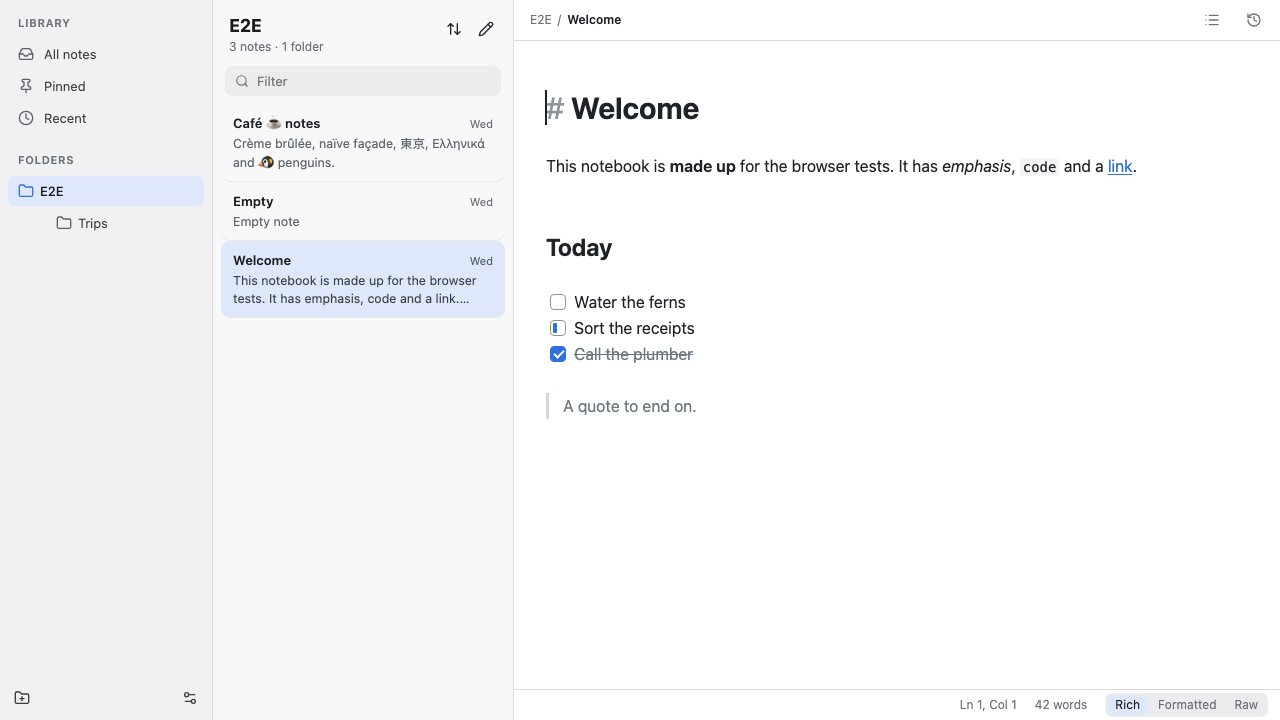 LIBRARY
All notes
Pinned
Recent
FOLDERS
E2E
Trips
E2E
3 notes · 1 folder
Filter
Café ☕ notes Wed
Crème brûlée, naïve façade, 東京, Ελληνικά
and 🐧 penguins.
Empty Wed
Empty note
Welcome Wed
This notebook is made up for the browser
tests. It has emphasis, code and a link....
E2E / Welcome
# Welcome
This notebook is made up for the browser tests. It has emphasis, code and a link.
Today
Water the ferns
Sort the receipts
Call the plumber
A quote to end on.
Ln 1, Col 1 42 words Rich Formatted Raw